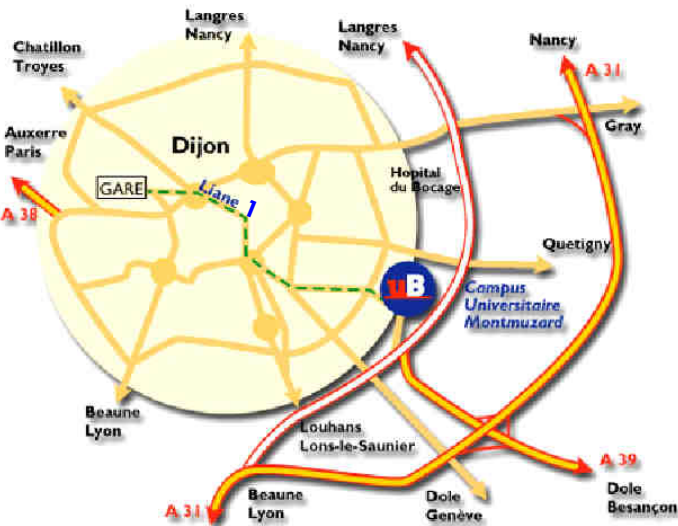 Langres
Nancy
Langres
Nancy
Nancy
A 31
Chatillon
Troyes
Gray
Auxerre
Paris
Dijon
Hopital
du Bocage
GARE
Liane 1
A 38
Quetigny
uB
Campus
Universitaire
Montmuzard
Beaune
Lyon
Louhans
Lons-le-Saunier
A 39
A 31
Beaune
Lyon
Dole
Genève
Dole
Besançon